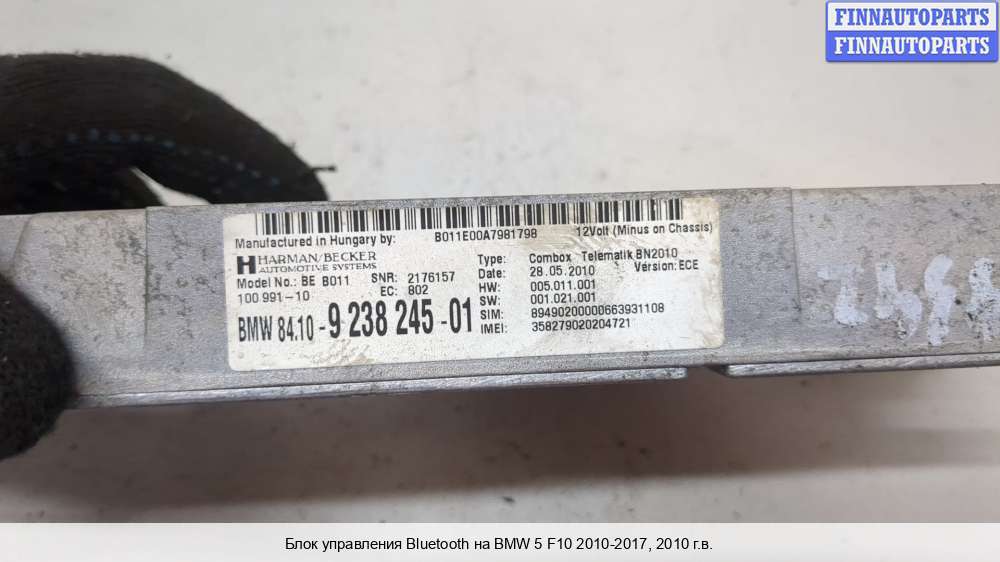 FINNAUTOPARTS
FINNAUTOPARTS
Manufactured in Hungary by: B011E00A7981798 12Volt (Minus on Chassis)
HARMAN/BECKER
AUTOMOTIVE SYSTEMS
Model No.: BE B011 SNR: 2176157
100 991-10 EC: 802
BMW 84.10 - 9 238 245 - 01
Type: Combox Telematik BN2010
Date: 28.05.2010 Version: ECE
HW: 005.011.001
SW: 001.021.001
SIM: 89490200000663931108
IMEI: 358279020204721
Блок управления Bluetooth на BMW 5 F10 2010-2017, 2010 г.в.